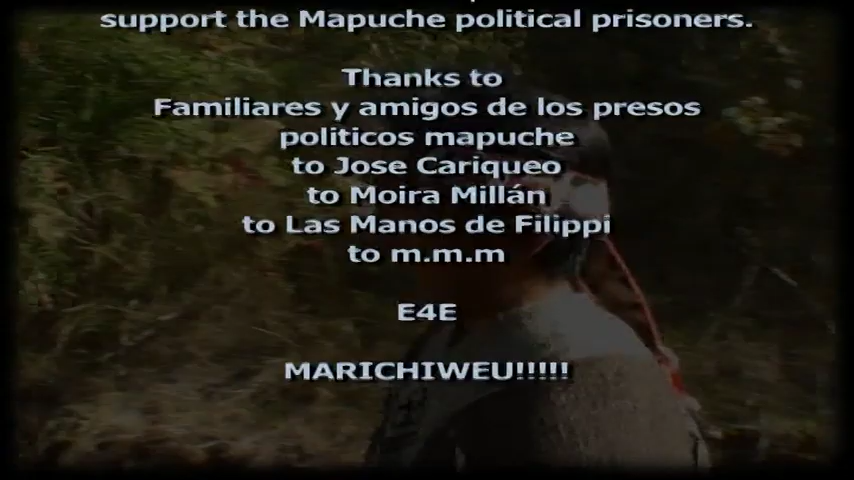 support the Mapuche political prisoners.
Thanks to
Familiares y amigos de los presos
politicos mapuche
to Jose Cariqueo
to Moira Millán
to Las Manos de Filippi
to m.m.m
E4E
MARICHIWEU!!!!!